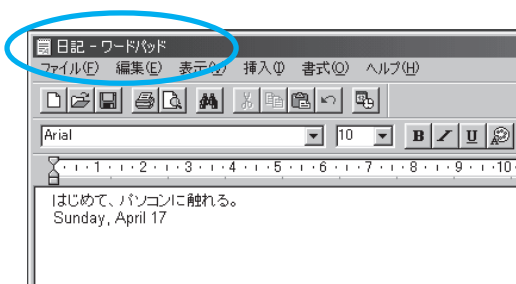 日記 - ワードパッド
ファイル(F) 編集(E) 表示(V) 挿入(I) 書式(O) ヘルプ(H)
Arial 10 B I U
1 2 3 4 5 6 7 8 9 10
はじめて、パソコンに触れる。
Sunday, April 17